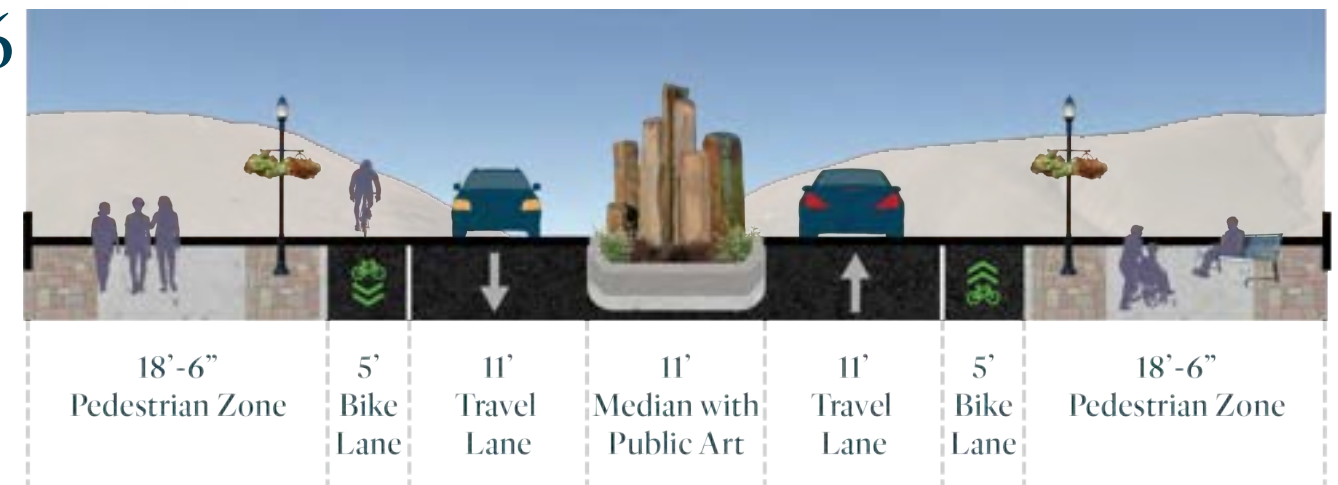 6
18’-6”
Pedestrian Zone
5’
Bike
Lane
11’
Travel
Lane
11’
Median with
Public Art
11’
Travel
Lane
5’
Bike
Lane
18’-6”
Pedestrian Zone